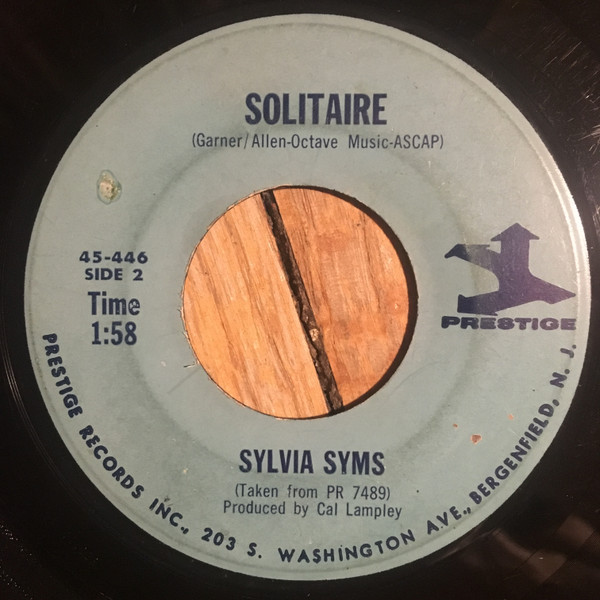 SOLITAIRE
(Garner/Allen-Octave Music-ASCAP)
45-446
SIDE 2
Time
1:58
PRESTIGE
SYLVIA SYMS
(Taken from PR 7489)
Produced by Cal Lampley
PRESTIGE RECORDS INC., 203 S. WASHINGTON AVE., BERGENFIELD, N. J.